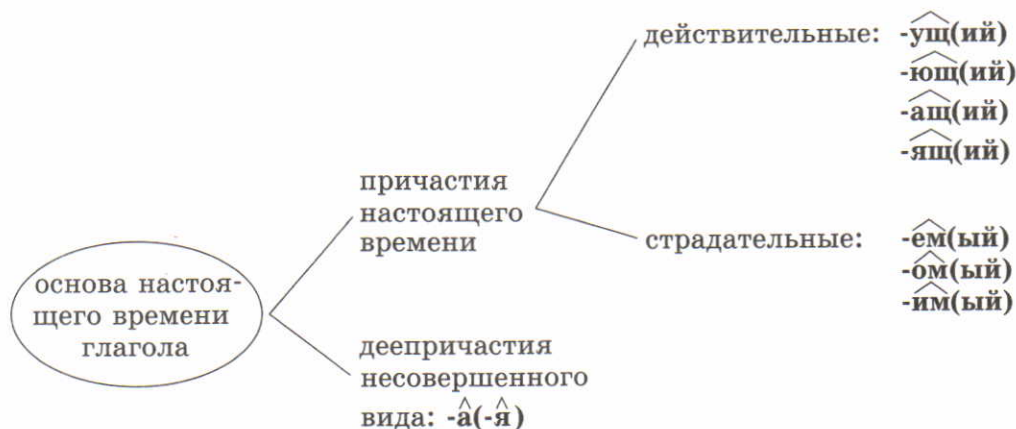 действительные: -ущ(ий)
-ющ(ий)
-ащ(ий)
-ящ(ий)
причастия
настоящего
времени
страдательные: -ем(ый)
-ом(ый)
-им(ый)
основа настоя-
щего времени
глагола
деепричастия
несовершенного
вида: -а(-я)